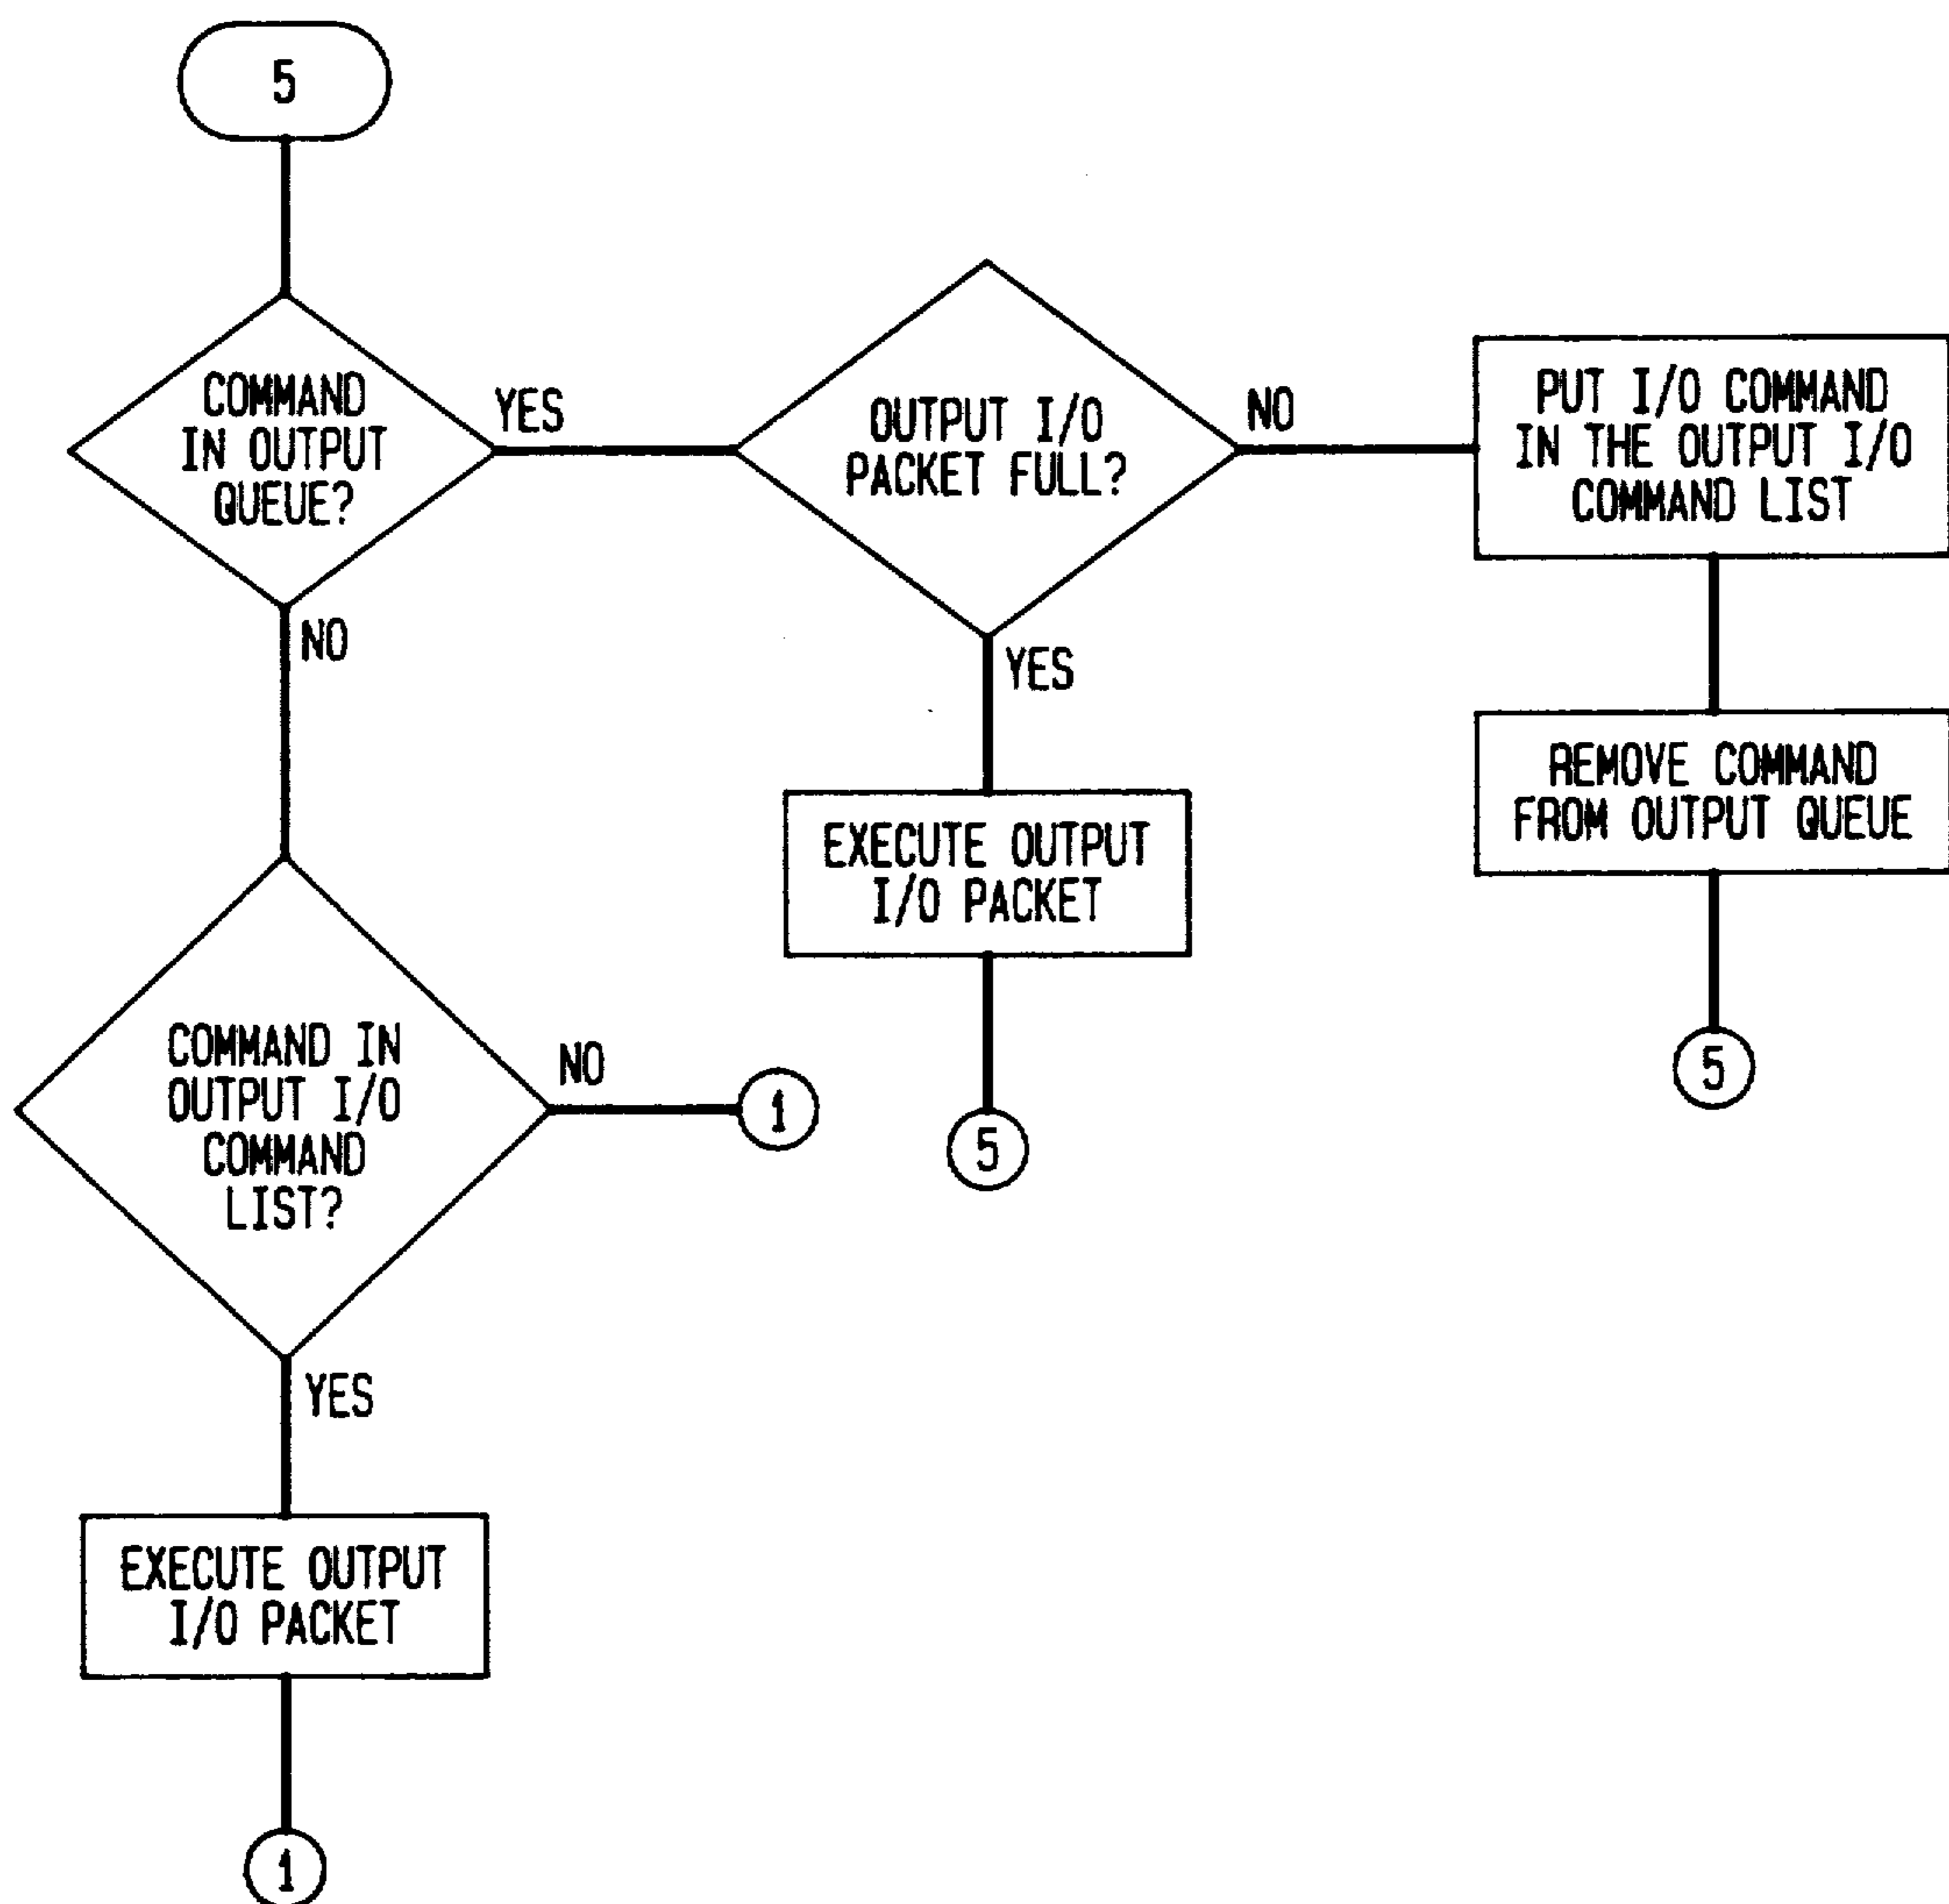 5
COMMAND
IN OUTPUT
QUEUE?
YES
NO
OUTPUT I/O
PACKET FULL?
NO
YES
PUT I/O COMMAND
IN THE OUTPUT I/O
COMMAND LIST
REMOVE COMMAND
FROM OUTPUT QUEUE
5
EXECUTE OUTPUT
I/O PACKET
5
COMMAND IN
OUTPUT I/O
COMMAND
LIST?
NO
1
YES
EXECUTE OUTPUT
I/O PACKET
1